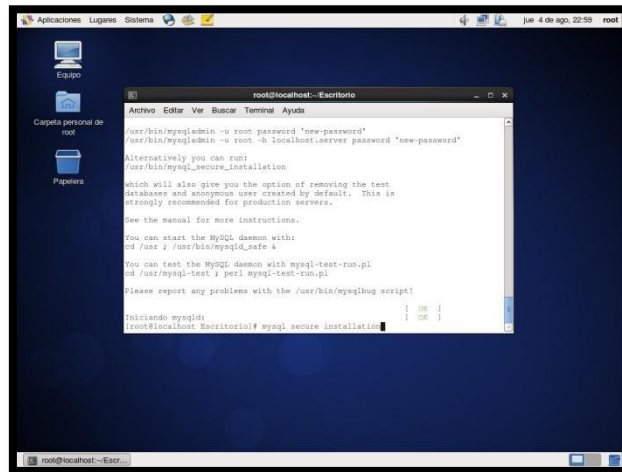 Aplicaciones Lugares Sistema
jue 4 de ago, 22:59 root
Equipo
Carpeta personal de
root
Papelera
root@localhost:~/Escritorio
Archivo Editar Ver Buscar Terminal Ayuda
/usr/bin/mysqladmin -u root password 'new-password'
/usr/bin/mysqladmin -u root -h localhost.server password 'new-password'
Alternatively you can run:
/usr/bin/mysql_secure_installation
which will also give you the option of removing the test
databases and anonymous user created by default. This is
strongly recommended for production servers.
See the manual for more instructions.
You can start the MySQL daemon with:
cd /usr ; /usr/bin/mysqld_safe &
You can test the MySQL daemon with mysql-test-run.pl
cd /usr/mysql-test ; perl mysql-test-run.pl
Please report any problems with the /usr/bin/mysqlbug script!
[ OK ]
Iniciando mysqld: [ OK ]
[root@localhost Escritorio]# mysql secure installation
root@localhost:~/Escr...